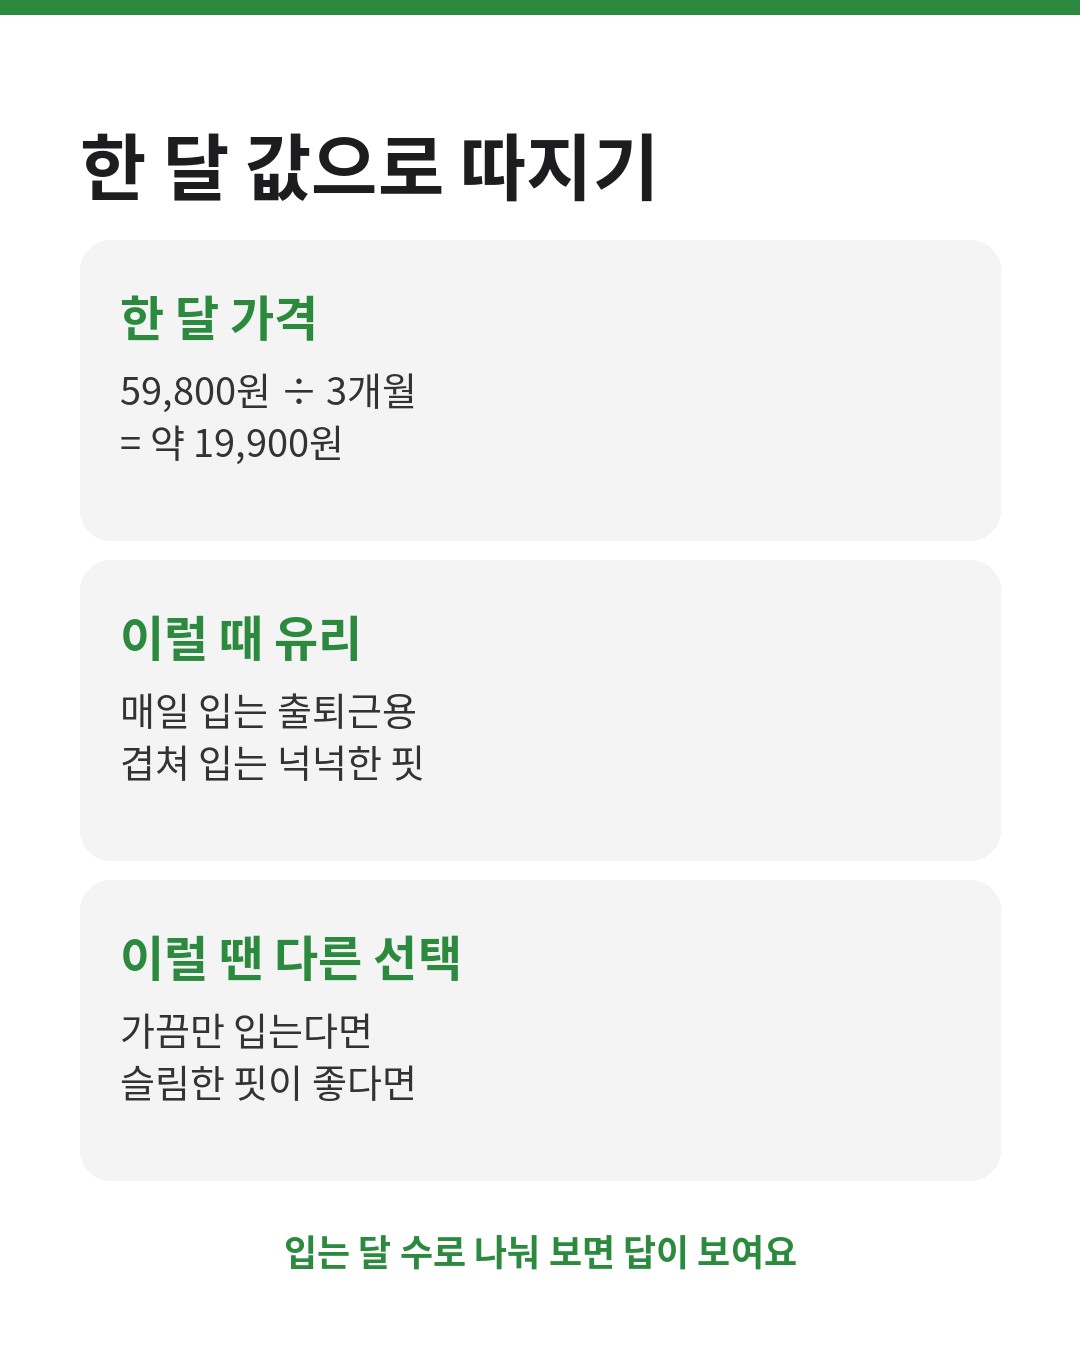 한 달 값으로 따지기
한 달 가격
59,800원 ÷ 3개월
= 약 19,900원
이럴 때 유리
매일 입는 출퇴근용
겹쳐 입는 넉넉한 핏
이럴 땐 다른 선택
가끔만 입는다면
슬림한 핏이 좋다면
입는 달 수로 나눠 보면 답이 보여요